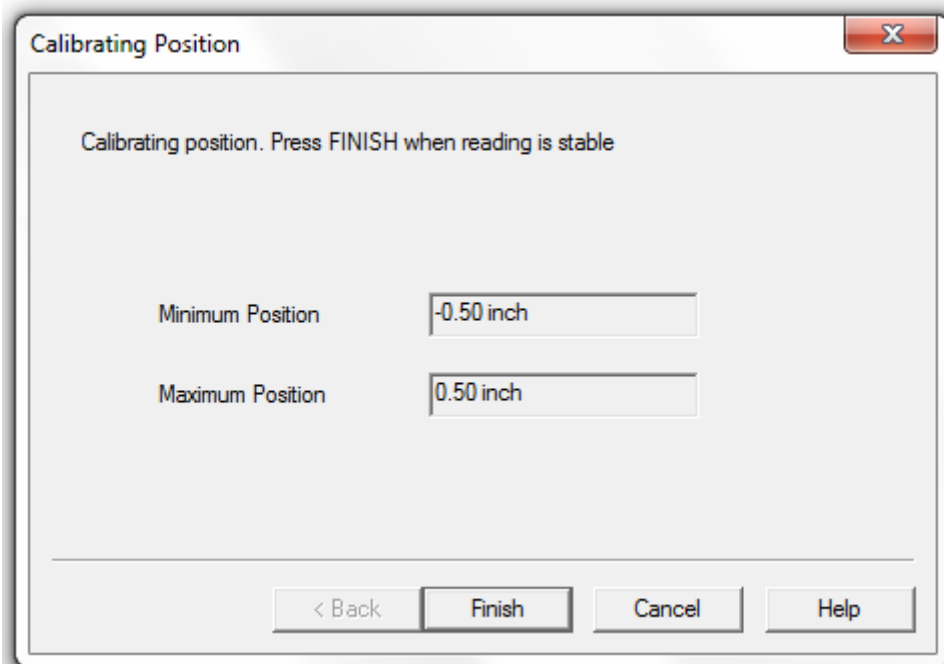 Calibrating Position
Calibrating position. Press FINISH when reading is stable
Minimum Position -0.50 inch
Maximum Position 0.50 inch
< Back Finish Cancel Help